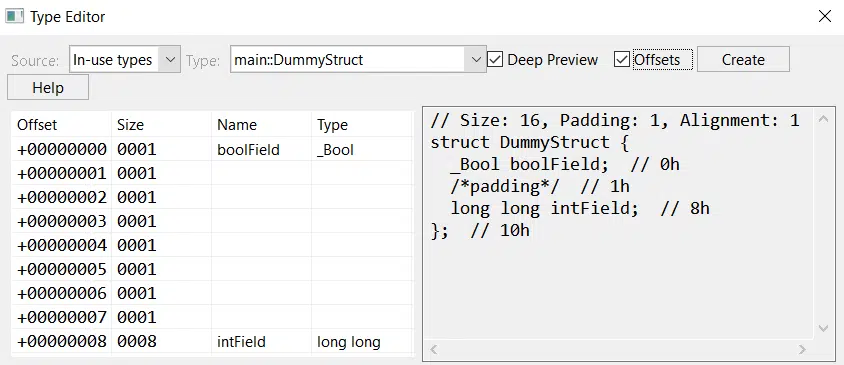 Type Editor
Source: In-use types Type: main::DummyStruct Deep Preview Offsets Create
Help
Offset Size Name Type
+00000000 0001 boolField _Bool
+00000001 0001
+00000002 0001
+00000003 0001
+00000004 0001
+00000005 0001
+00000006 0001
+00000007 0001
+00000008 0008 intField long long
// Size: 16, Padding: 1, Alignment: 1
struct DummyStruct {
  _Bool boolField;  // 0h
  /*padding*/  // 1h
  long long intField;  // 8h
};  // 10h